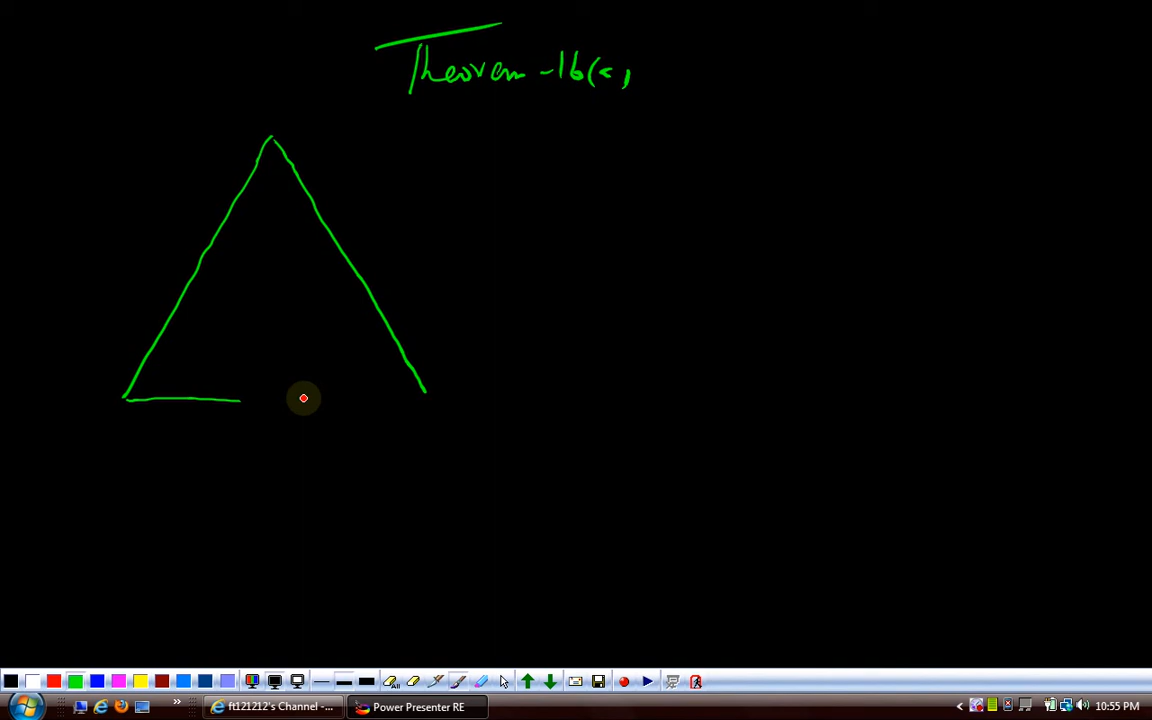 Theorem -16(c)
ft121212's Channel -...
Power Presenter RE
10:55 PM